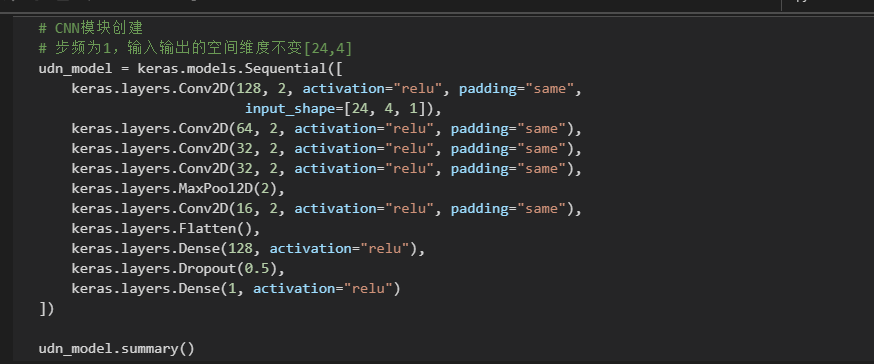 # CNN模块创建
# 步频为1，输入输出的空间维度不变[24,4]
udn_model = keras.models.Sequential([
    keras.layers.Conv2D(128, 2, activation="relu", padding="same",
                        input_shape=[24, 4, 1]),
    keras.layers.Conv2D(64, 2, activation="relu", padding="same"),
    keras.layers.Conv2D(32, 2, activation="relu", padding="same"),
    keras.layers.Conv2D(32, 2, activation="relu", padding="same"),
    keras.layers.MaxPool2D(2),
    keras.layers.Conv2D(16, 2, activation="relu", padding="same"),
    keras.layers.Flatten(),
    keras.layers.Dense(128, activation="relu"),
    keras.layers.Dropout(0.5),
    keras.layers.Dense(1, activation="relu")
])
udn_model.summary()